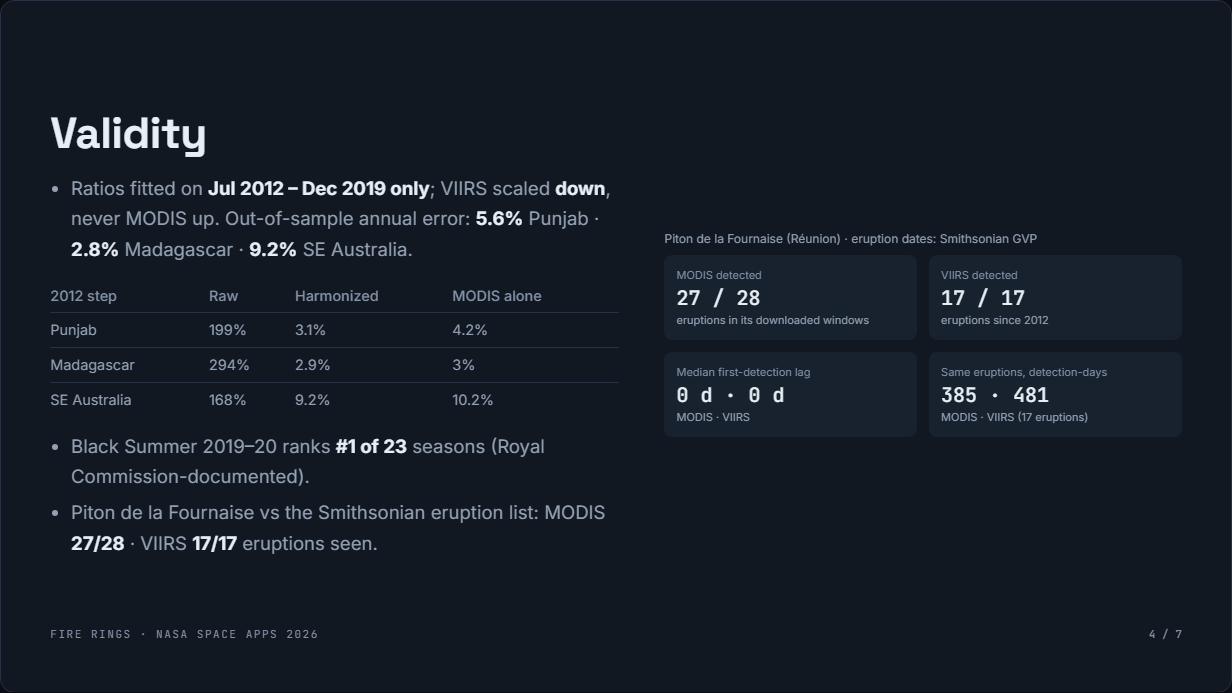 Validity
• Ratios fitted on Jul 2012 – Dec 2019 only; VIIRS scaled down,
never MODIS up. Out-of-sample annual error: 5.6% Punjab ·
2.8% Madagascar · 9.2% SE Australia.
2012 step Raw Harmonized MODIS alone
Punjab 199% 3.1% 4.2%
Madagascar 294% 2.9% 3%
SE Australia 168% 9.2% 10.2%
• Black Summer 2019–20 ranks #1 of 23 seasons (Royal
Commission-documented).
• Piton de la Fournaise vs the Smithsonian eruption list: MODIS
27/28 · VIIRS 17/17 eruptions seen.
Piton de la Fournaise (Réunion) · eruption dates: Smithsonian GVP
MODIS detected
27 / 28
eruptions in its downloaded windows
VIIRS detected
17 / 17
eruptions since 2012
Median first-detection lag
0 d · 0 d
MODIS · VIIRS
Same eruptions, detection-days
385 · 481
MODIS · VIIRS (17 eruptions)
FIRE RINGS · NASA SPACE APPS 2026
4 / 7